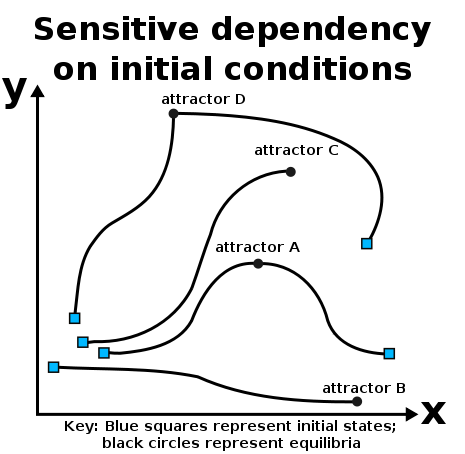 Sensitive dependency
on initial conditions
y
attractor D
attractor C
attractor A
attractor B
x
Key: Blue squares represent initial states;
black circles represent equilibria